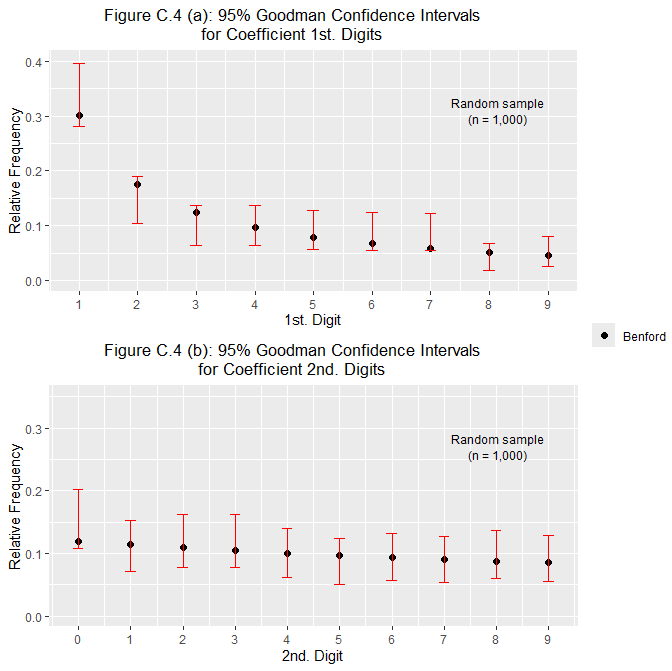 Figure C.4 (a): 95% Goodman Confidence Intervals
for Coefficient 1st. Digits
Relative Frequency
0.4
0.3
0.2
0.1
0.0
Random sample
(n = 1,000)
1 2 3 4 5 6 7 8 9
1st. Digit
Benford
Figure C.4 (b): 95% Goodman Confidence Intervals
for Coefficient 2nd. Digits
Relative Frequency
0.3
0.2
0.1
0.0
Random sample
(n = 1,000)
0 1 2 3 4 5 6 7 8 9
2nd. Digit